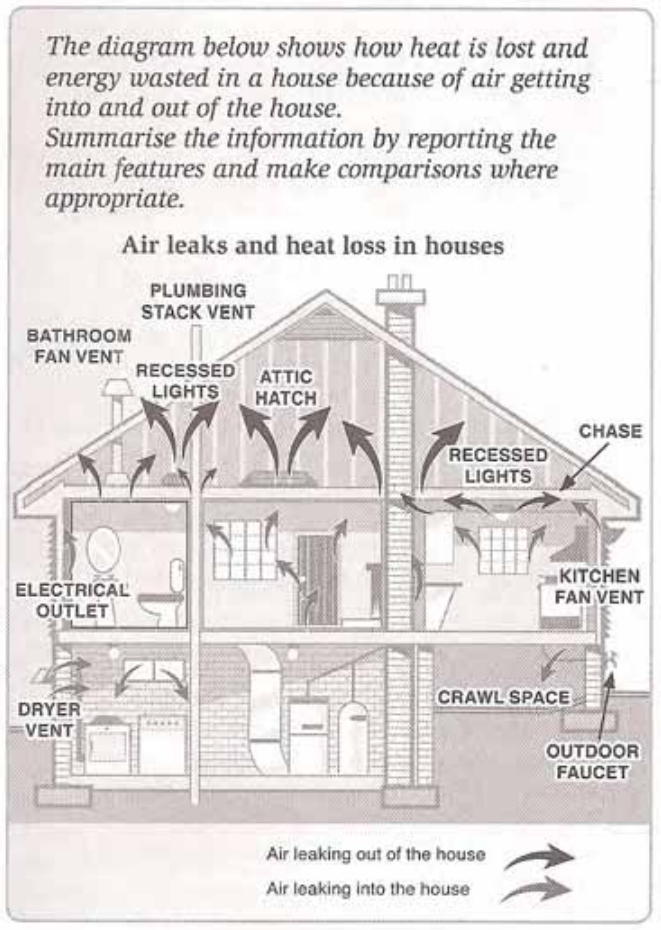 The diagram below shows how heat is lost and
energy wasted in a house because of air getting
into and out of the house.
Summarise the information by reporting the
main features and make comparisons where
appropriate.
Air leaks and heat loss in houses
PLUMBING
STACK VENT
BATHROOM
FAN VENT
RECESSED
LIGHTS
ATTIC
HATCH
CHASE
RECESSED
LIGHTS
ELECTRICAL
OUTLET
KITCHEN
FAN VENT
CRAWL SPACE
DRYER
VENT
OUTDOOR
FAUCET
Air leaking out of the house
Air leaking into the house